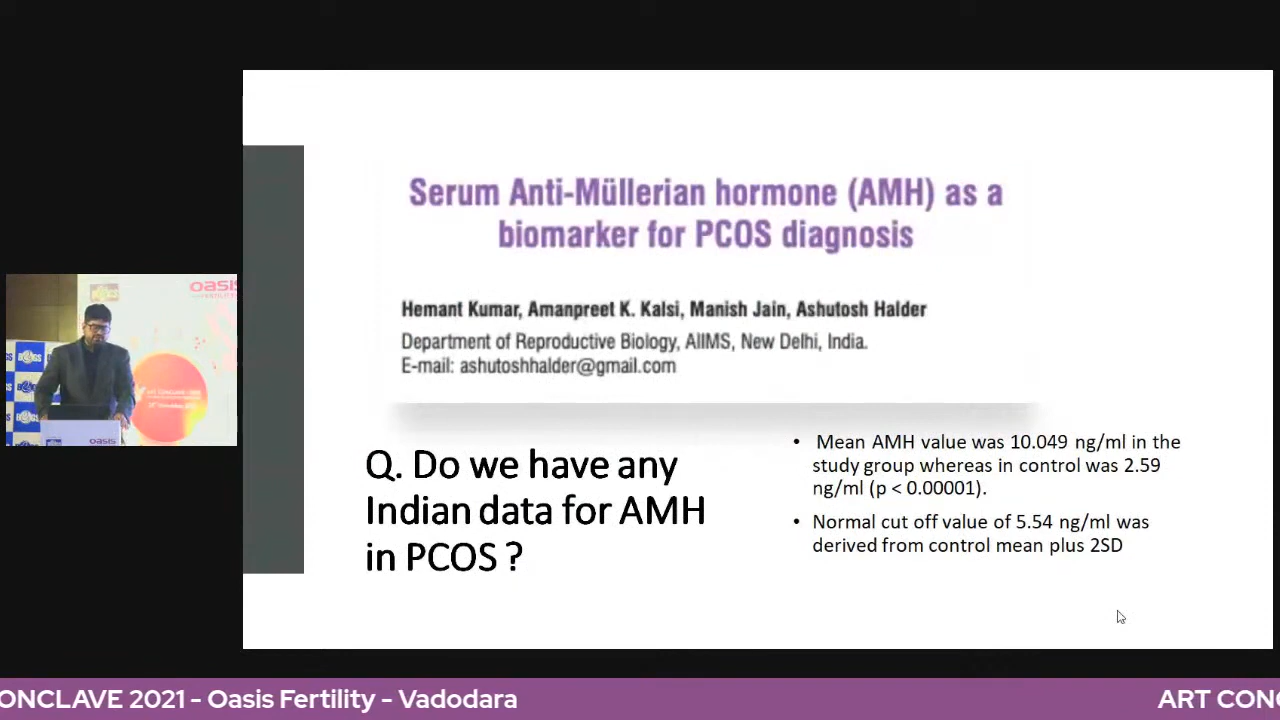 Serum Anti-Müllerian hormone (AMH) as a
biomarker for PCOS diagnosis
Hemant Kumar, Amanpreet K. Kalsi, Manish Jain, Ashutosh Halder
Department of Reproductive Biology, AIIMS, New Delhi, India.
E-mail: ashutoshhalder@gmail.com
Q. Do we have any
Indian data for AMH
in PCOS ?
• Mean AMH value was 10.049 ng/ml in the
study group whereas in control was 2.59
ng/ml (p < 0.00001).
• Normal cut off value of 5.54 ng/ml was
derived from control mean plus 2SD
oasis
BOGS
oasis
ONCLAVE 2021 - Oasis Fertility - Vadodara
ART CONC